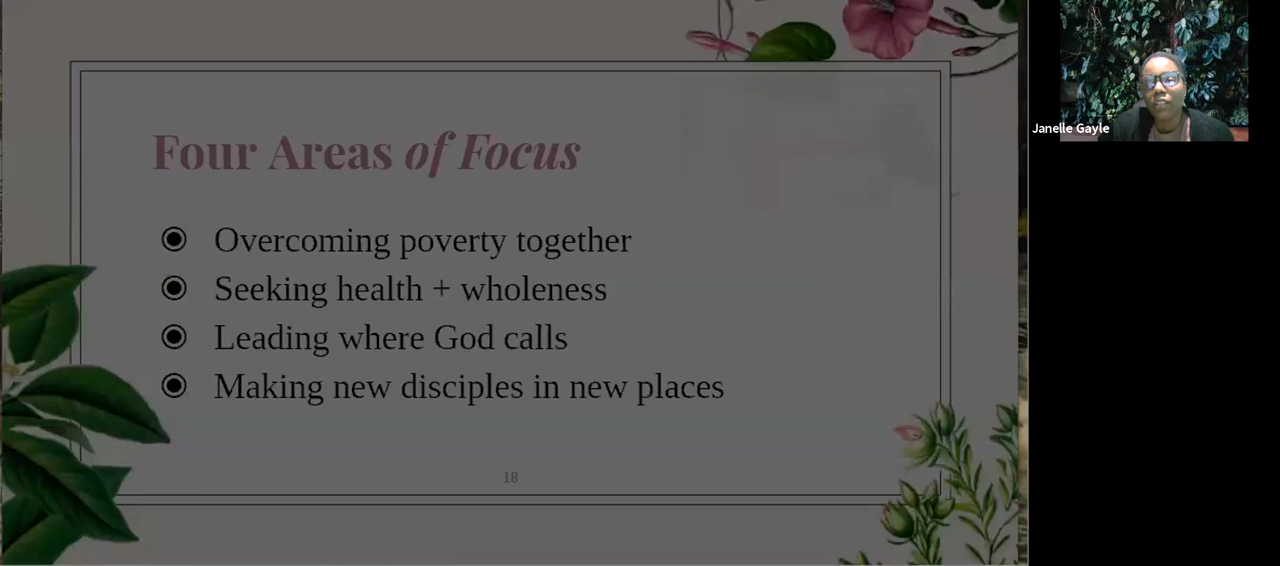 Four Areas of Focus
Overcoming poverty together
Seeking health + wholeness
Leading where God calls
Making new disciples in new places
18
Janelle Gayle